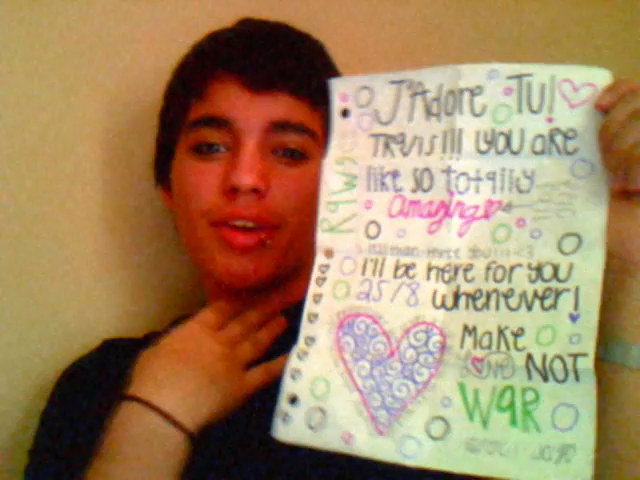 J'Adore Tu!
Travis!!! you are
like so totally
amazing
I'll be here for you
25/8 whenever!
Make
love NOT
War